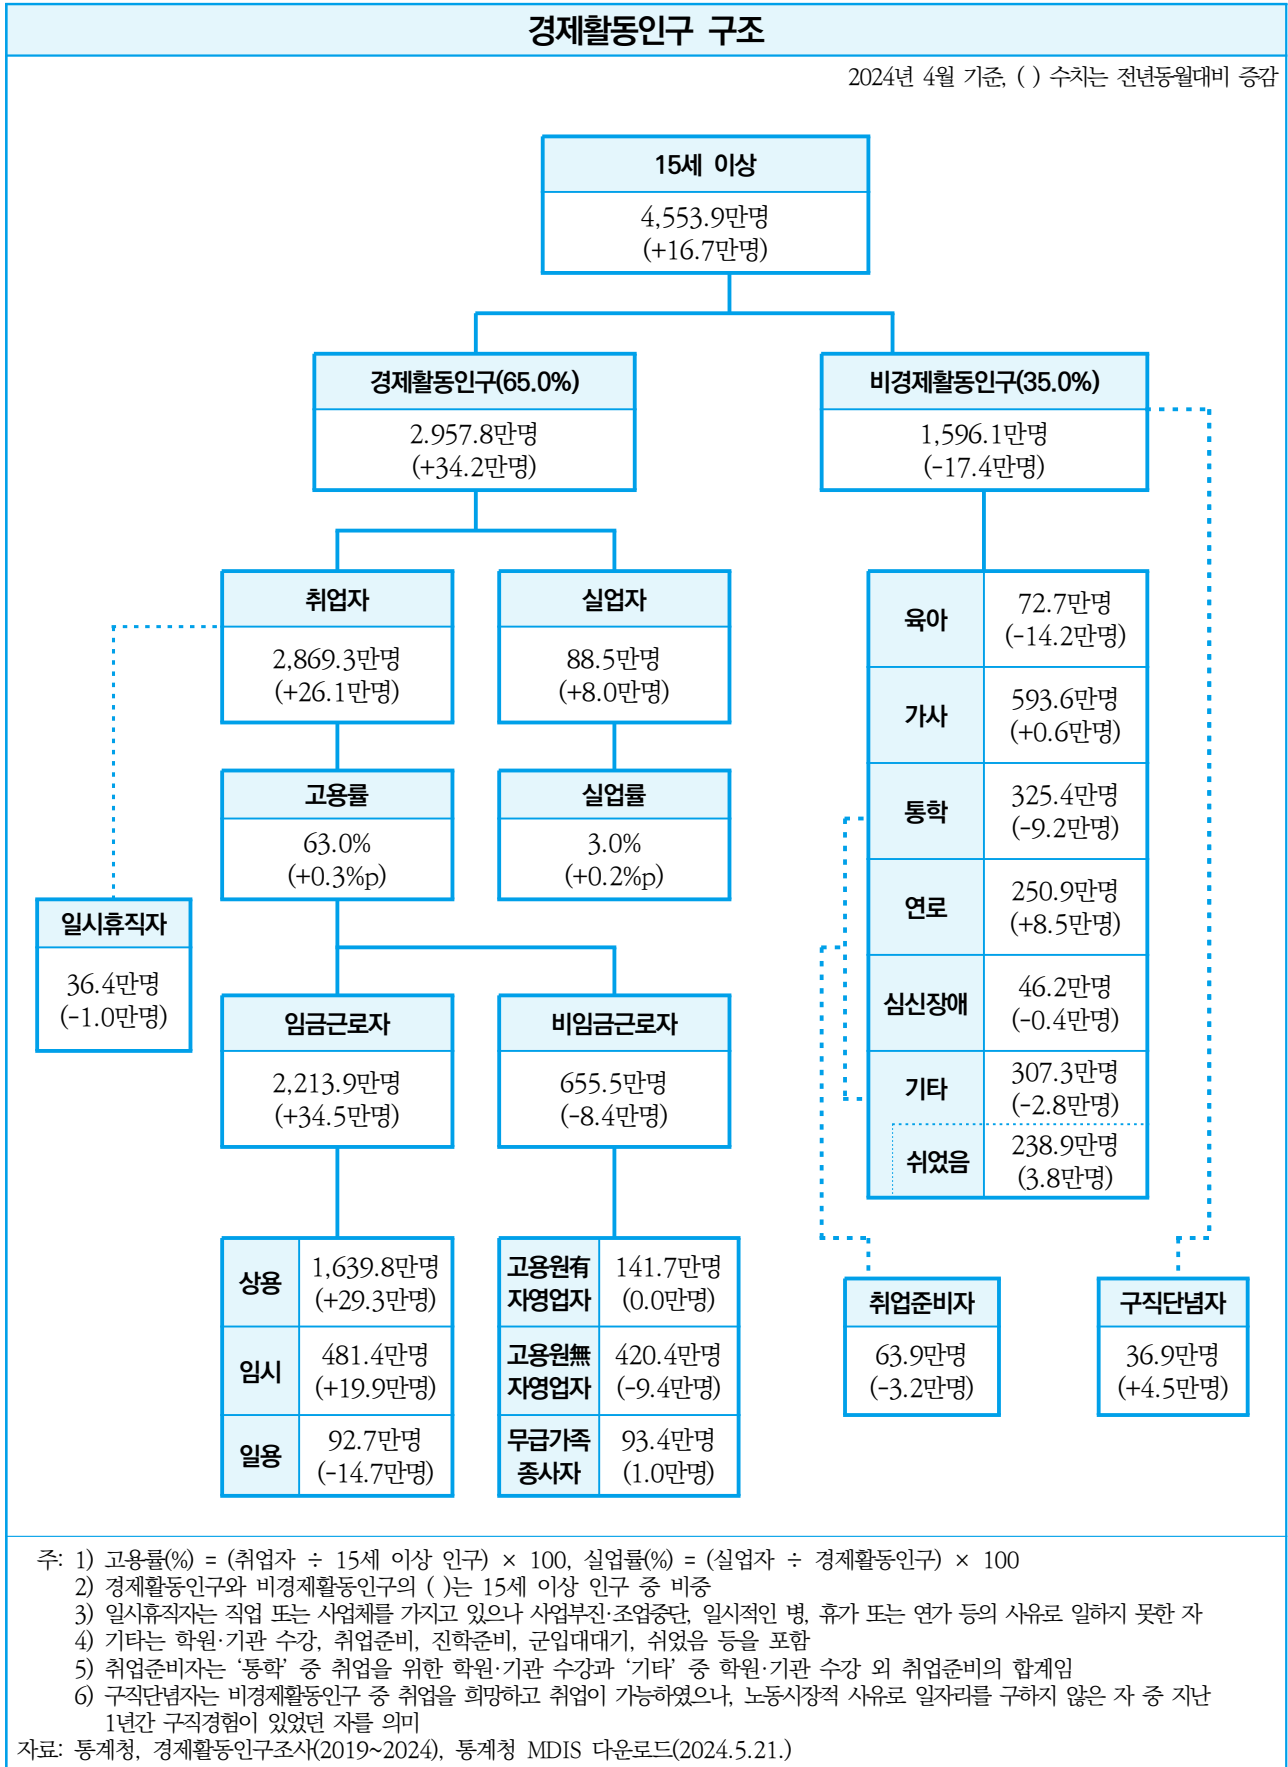 경제활동인구 구조
2024년 4월 기준, ( ) 수치는 전년동월대비 증감
15세 이상
4,553.9만명
(+16.7만명)
경제활동인구(65.0%)
2.957.8만명
(+34.2만명)
비경제활동인구(35.0%)
1,596.1만명
(-17.4만명)
취업자
2,869.3만명
(+26.1만명)
실업자
88.5만명
(+8.0만명)
고용률
63.0%
(+0.3%p)
실업률
3.0%
(+0.2%p)
일시휴직자
36.4만명
(-1.0만명)
임금근로자
2,213.9만명
(+34.5만명)
비임금근로자
655.5만명
(-8.4만명)
상용
1,639.8만명
(+29.3만명)
임시
481.4만명
(+19.9만명)
일용
92.7만명
(-14.7만명)
고용원有
자영업자
141.7만명
(0.0만명)
고용원無
자영업자
420.4만명
(-9.4만명)
무급가족
종사자
93.4만명
(1.0만명)
육아
72.7만명
(-14.2만명)
가사
593.6만명
(+0.6만명)
통학
325.4만명
(-9.2만명)
연로
250.9만명
(+8.5만명)
심신장애
46.2만명
(-0.4만명)
기타
307.3만명
(-2.8만명)
쉬었음
238.9만명
(3.8만명)
취업준비자
63.9만명
(-3.2만명)
구직단념자
36.9만명
(+4.5만명)
주: 1) 고용률(%) = (취업자 ÷ 15세 이상 인구) × 100, 실업률(%) = (실업자 ÷ 경제활동인구) × 100
2) 경제활동인구와 비경제활동인구의 ( )는 15세 이상 인구 중 비중
3) 일시휴직자는 직업 또는 사업체를 가지고 있으나 사업부진·조업중단, 일시적인 병, 휴가 또는 연가 등의 사유로 일하지 못한 자
4) 기타는 학원·기관 수강, 취업준비, 진학준비, 군입대대기, 쉬었음 등을 포함
5) 취업준비자는 ‘통학’ 중 취업을 위한 학원·기관 수강과 ‘기타’ 중 학원·기관 수강 외 취업준비의 합계임
6) 구직단념자는 비경제활동인구 중 취업을 희망하고 취업이 가능하였으나, 노동시장적 사유로 일자리를 구하지 않은 자 중 지난
1년간 구직경험이 있었던 자를 의미
자료: 통계청, 경제활동인구조사(2019~2024), 통계청 MDIS 다운로드(2024.5.21.)